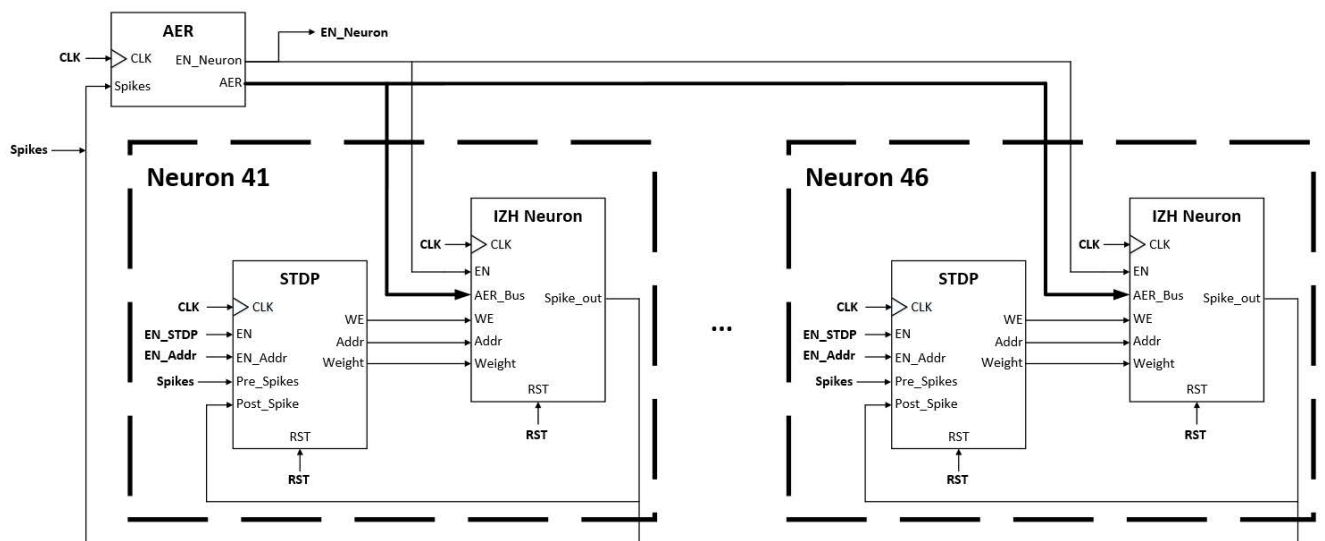 AER
EN_Neuron
CLK
CLK
EN_Neuron
AER
Spikes
Spikes
Neuron 41
IZH Neuron
CLK
CLK
EN
AER_Bus
Spike_out
WE
Addr
Weight
RST
RST
STDP
CLK
CLK
WE
EN_STDP
EN
Addr
EN_Addr
EN_Addr
Weight
Spikes
Pre_Spikes
Post_Spike
RST
RST
...
Neuron 46
IZH Neuron
CLK
CLK
EN
AER_Bus
Spike_out
WE
Addr
Weight
RST
RST
STDP
CLK
CLK
WE
EN_STDP
EN
Addr
EN_Addr
EN_Addr
Weight
Spikes
Pre_Spikes
Post_Spike
RST
RST